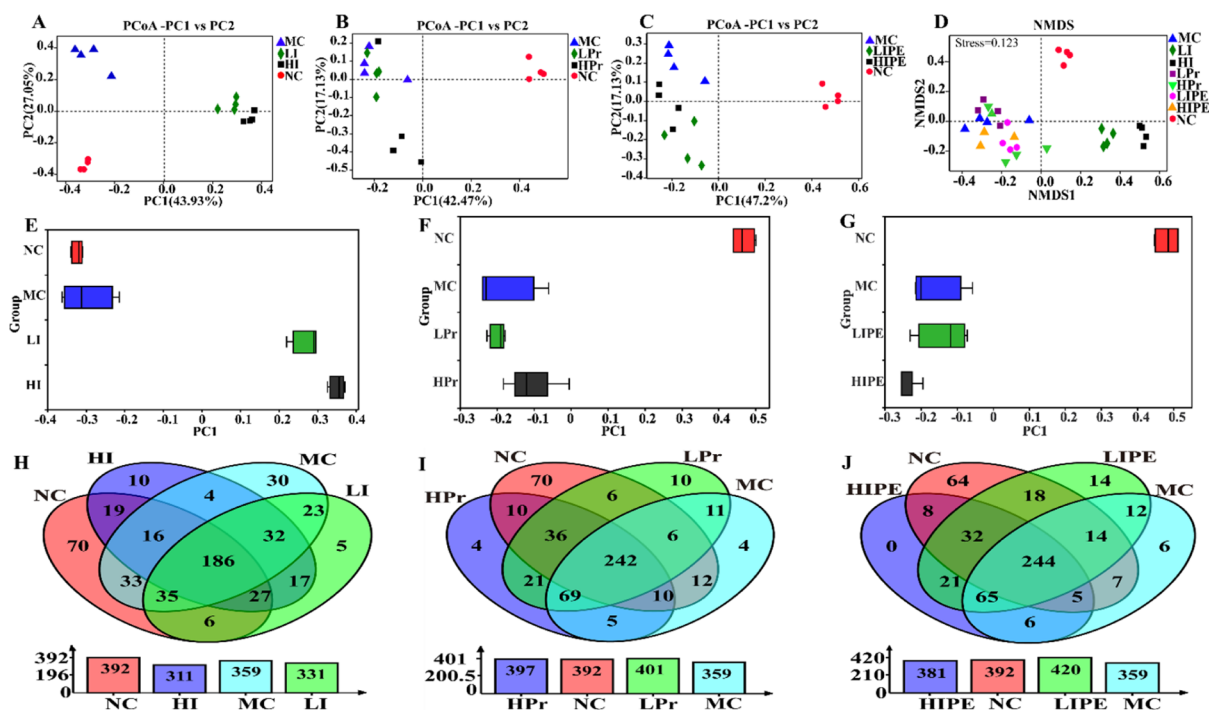 A
PCoA -PC1 vs PC2
PC2(27.05%)
0.4
0.2
0.0
-0.2
-0.4
-0.4
-0.2
0.0
0.2
0.4
PC1(43.93%)
MC
LI
HI
NC
B
PCoA -PC1 vs PC2
PC2(17.13%)
0.3
0.2
0.1
0.0
-0.1
-0.2
-0.3
-0.4
-0.5
-0.4
-0.2
0.0
0.2
0.4
0.6
PC1(42.47%)
MC
LPr
HPr
NC
C
PCoA -PC1 vs PC2
PC2(17.13%)
0.3
0.2
0.1
0.0
-0.1
-0.2
-0.3
-0.4
-0.4
-0.2
0.0
0.2
0.4
0.6
PC1(47.2%)
MC
LIPE
HIPE
NC
D
NMDS
Stress=0.123
NMDS2
0.4
0.2
0.0
-0.2
-0.4
-0.2
0.0
0.2
0.4
0.6
NMDS1
MC
LI
HI
LPr
HPr
LIPE
HIPE
NC
E
Group
NC
MC
LI
HI
-0.4
-0.3
-0.2
-0.1
0
0.1
0.2
0.3
0.4
PC1
F
Group
NC
MC
LPr
HPr
-0.2
-0.1
0
0.1
0.2
0.3
0.4
0.5
PC1
G
Group
NC
MC
LIPE
HIPE
-0.2
-0.1
0
0.1
0.2
0.3
0.4
0.5
PC1
H
HI
MC
NC
LI
10
30
19
4
23
70
16
32
5
186
33
17
35
27
6
392
196
0
392
311
359
331
NC
HI
MC
LI
I
NC
LPr
HPr
MC
70
10
10
6
11
4
36
6
4
242
21
12
69
10
5
401
200.5
0
397
392
401
359
HPr
NC
LPr
MC
J
NC
LIPE
HIPE
MC
64
14
8
18
12
0
32
14
6
244
21
7
65
5
6
420
210
0
381
392
420
359
HIPE
NC
LIPE
MC